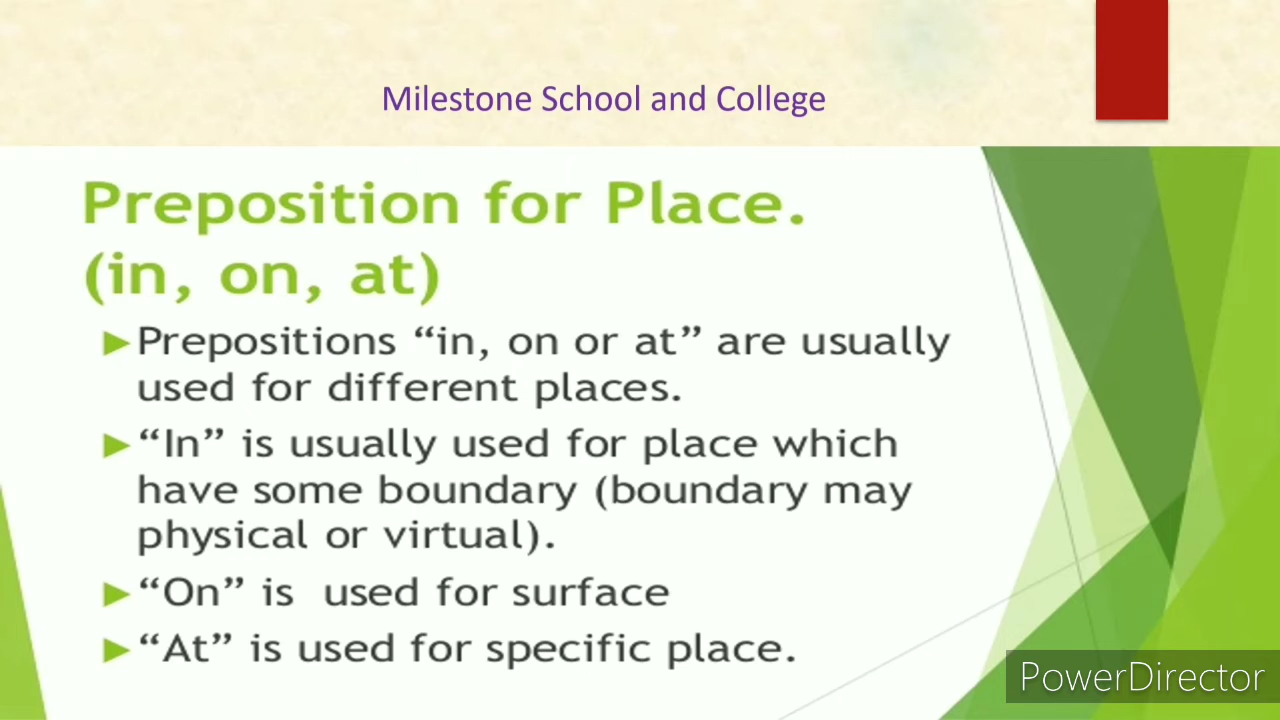 Milestone School and College
Preposition for Place.
(in, on, at)
Prepositions “in, on or at” are usually
used for different places.
“In” is usually used for place which
have some boundary (boundary may
physical or virtual).
“On” is used for surface
“At” is used for specific place.
PowerDirector